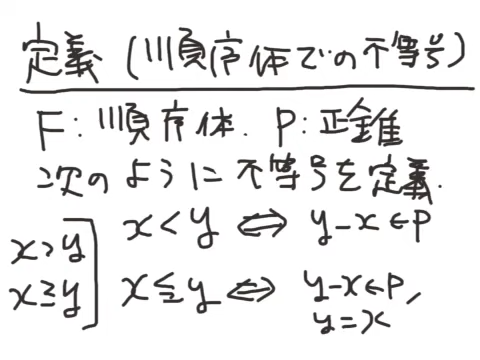 定義 (順序体での不等号)
F: 順序体. P: 正錐
次のように不等号を定義.
x>y
x≧y
x<y ⇔ y-x∈P
x≦y ⇔ y-x∈P,
y=x